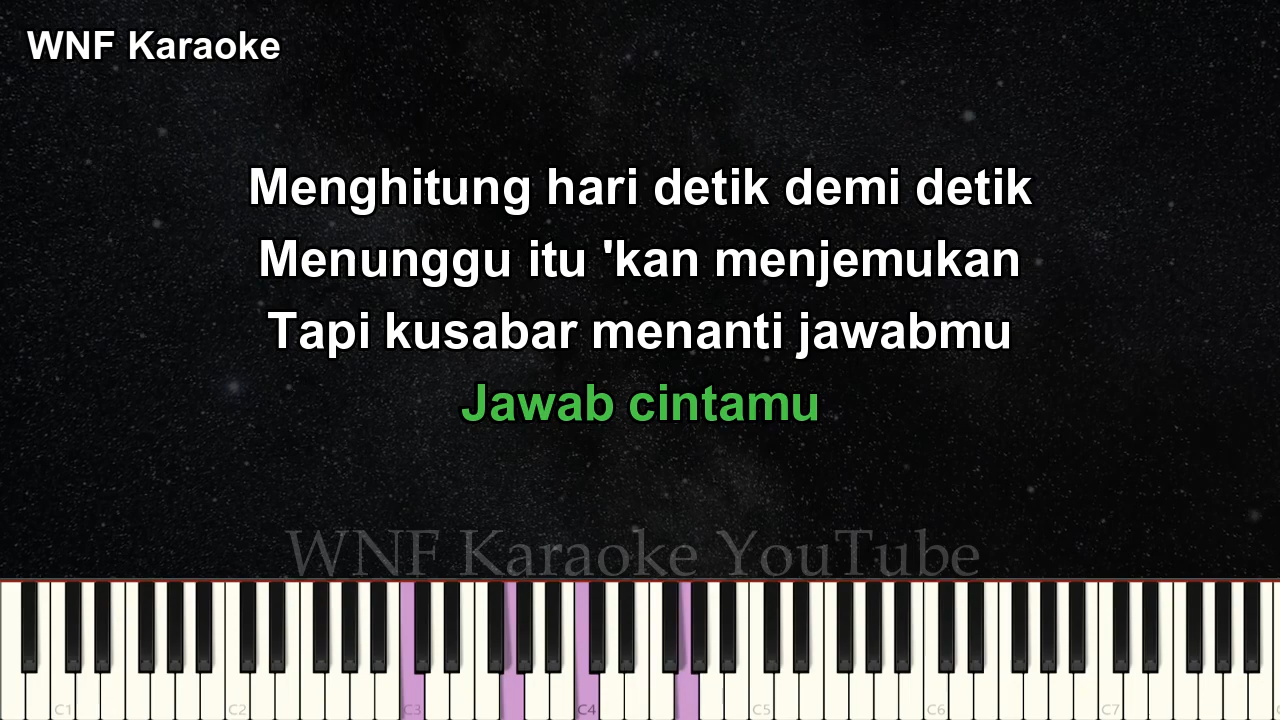 WNF Karaoke
Menghitung hari detik demi detik
Menunggu itu 'kan menjemukan
Tapi kusabar menanti jawabmu
Jawab cintamu
WNF Karaoke YouTube
C1 C2 C3 C4 C5 C6 C7